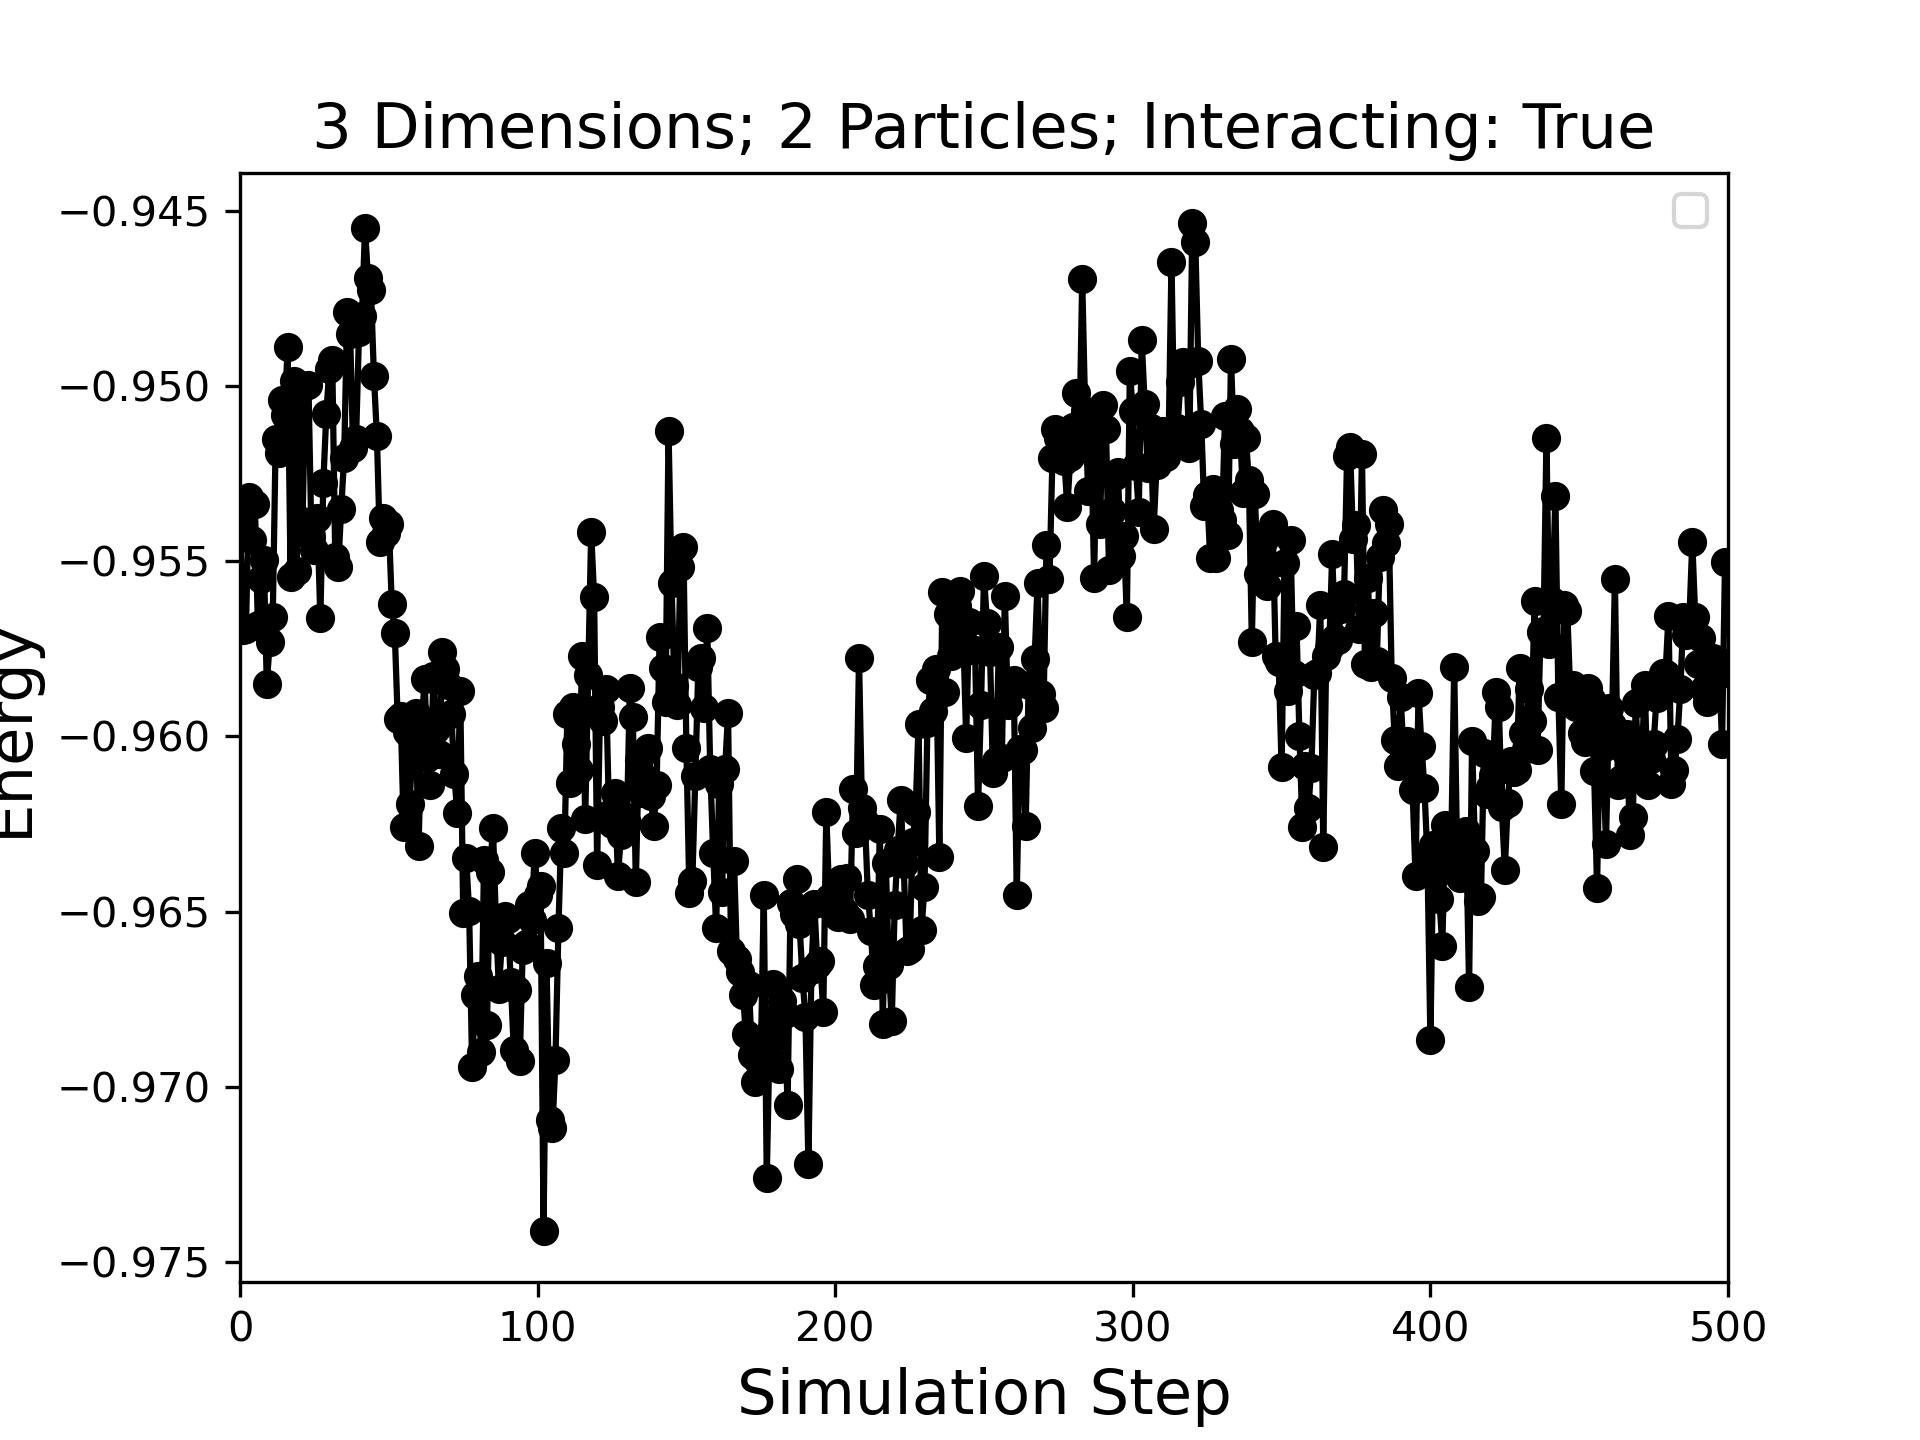 3 Dimensions; 2 Particles; Interacting: True
−0.945
−0.950
−0.955
−0.960
−0.965
−0.970
−0.975
Energy
0 100 200 300 400 500
Simulation Step